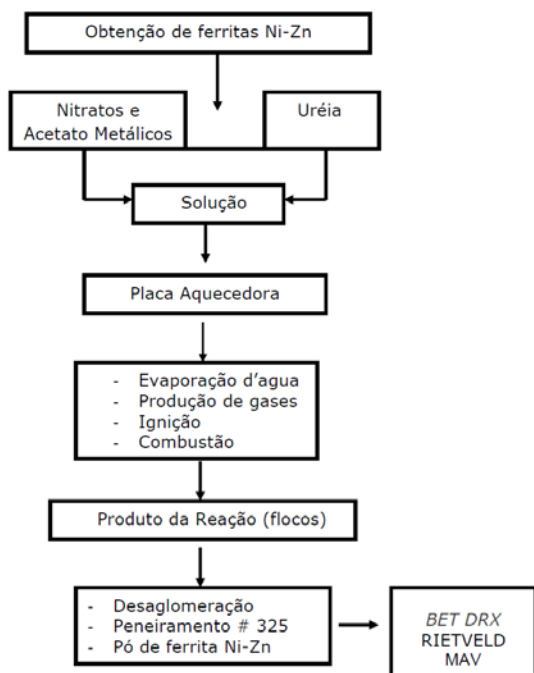 Obtenção de ferritas Ni-Zn
Nitratos e
Acetato Metálicos
Uréia
Solução
Placa Aquecedora
- Evaporação d'agua
- Produção de gases
- Ignição
- Combustão
Produto da Reação (flocos)
- Desaglomeração
- Peneiramento # 325
- Pó de ferrita Ni-Zn
BET DRX
RIETVELD
MAV